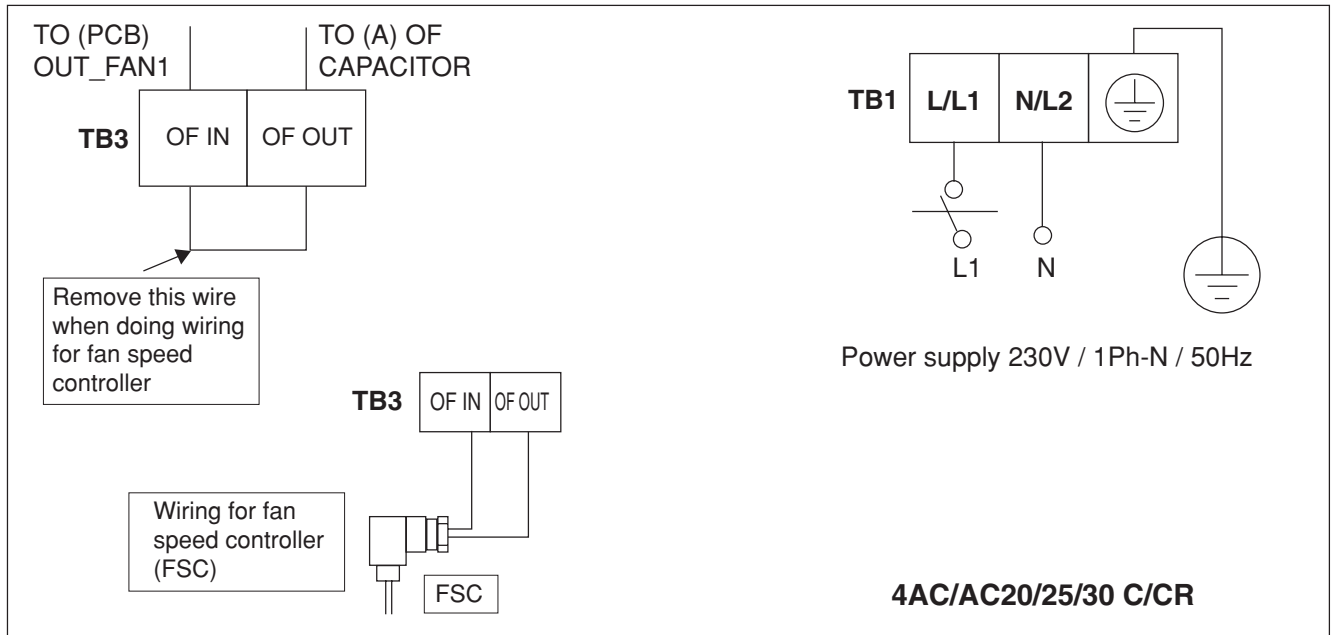 TO (PCB)
OUT_FAN1
TO (A) OF
CAPACITOR
TB3
OF IN
OF OUT
Remove this wire
when doing wiring
for fan speed
controller
TB3
OF IN
OF OUT
Wiring for fan
speed controller
(FSC)
FSC
TB1
L/L1
N/L2
L1
N
Power supply 230V / 1Ph-N / 50Hz
4AC/AC20/25/30 C/CR